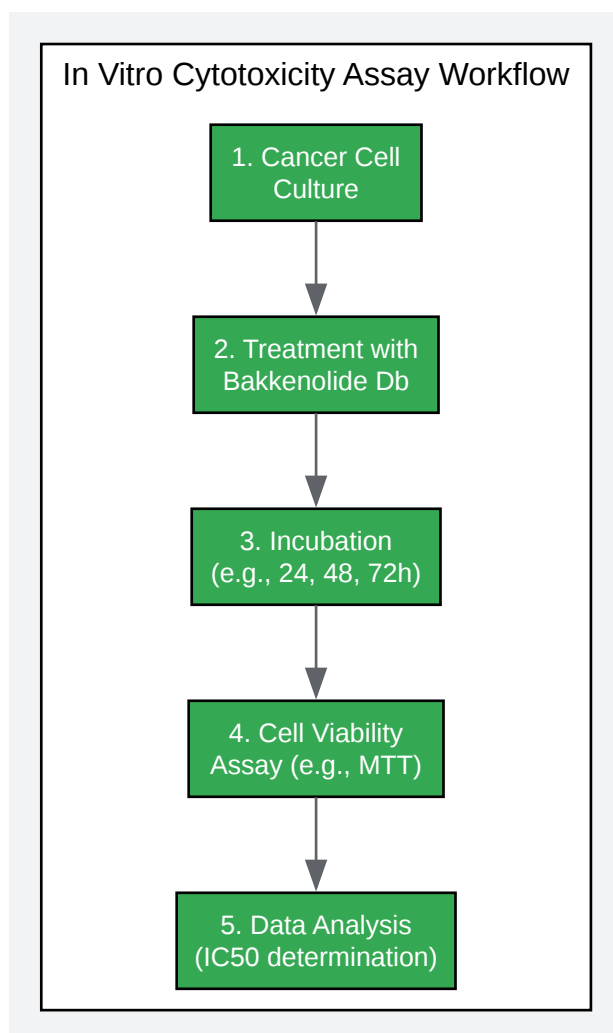 In Vitro Cytotoxicity Assay Workflow
1. Cancer Cell
Culture
2. Treatment with
Bakkenolide Db
3. Incubation
(e.g., 24, 48, 72h)
4. Cell Viability
Assay (e.g., MTT)
5. Data Analysis
(IC50 determination)